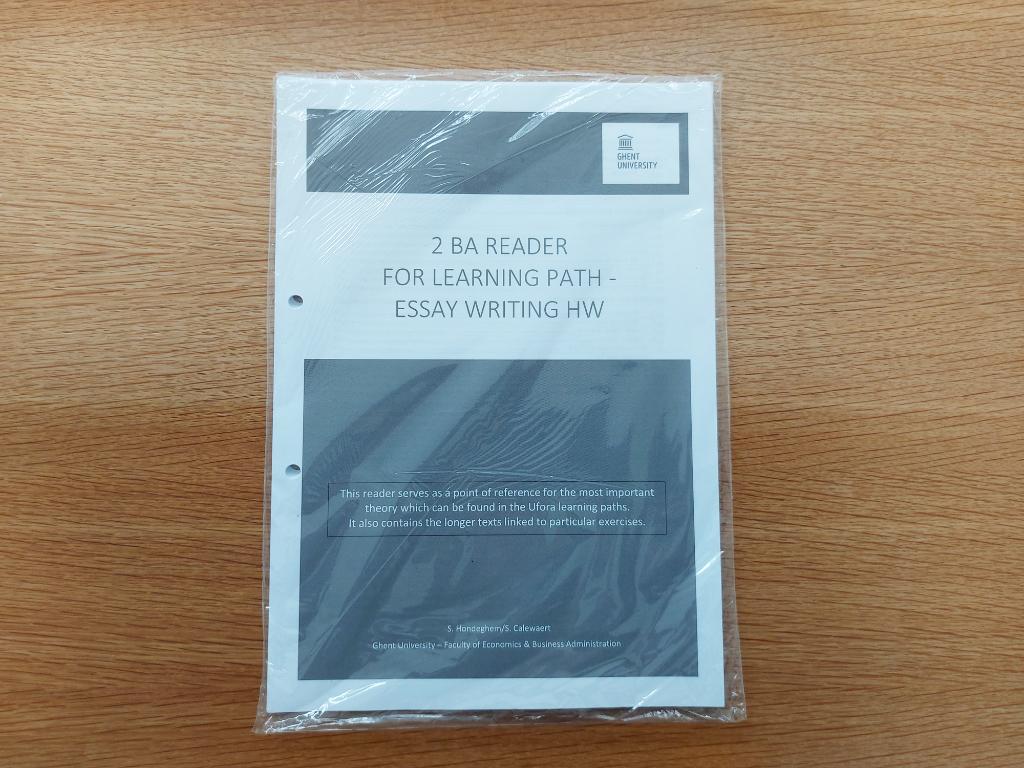 GHENT
UNIVERSITY
2 BA READER
FOR LEARNING PATH -
ESSAY WRITING HW
This reader serves as a point of reference for the most important
theory which can be found in the Ufora learning paths.
It also contains the longer texts linked to particular exercises.
S. Hondeghem/S. Calewaert
Ghent University – Faculty of Economics & Business Administration